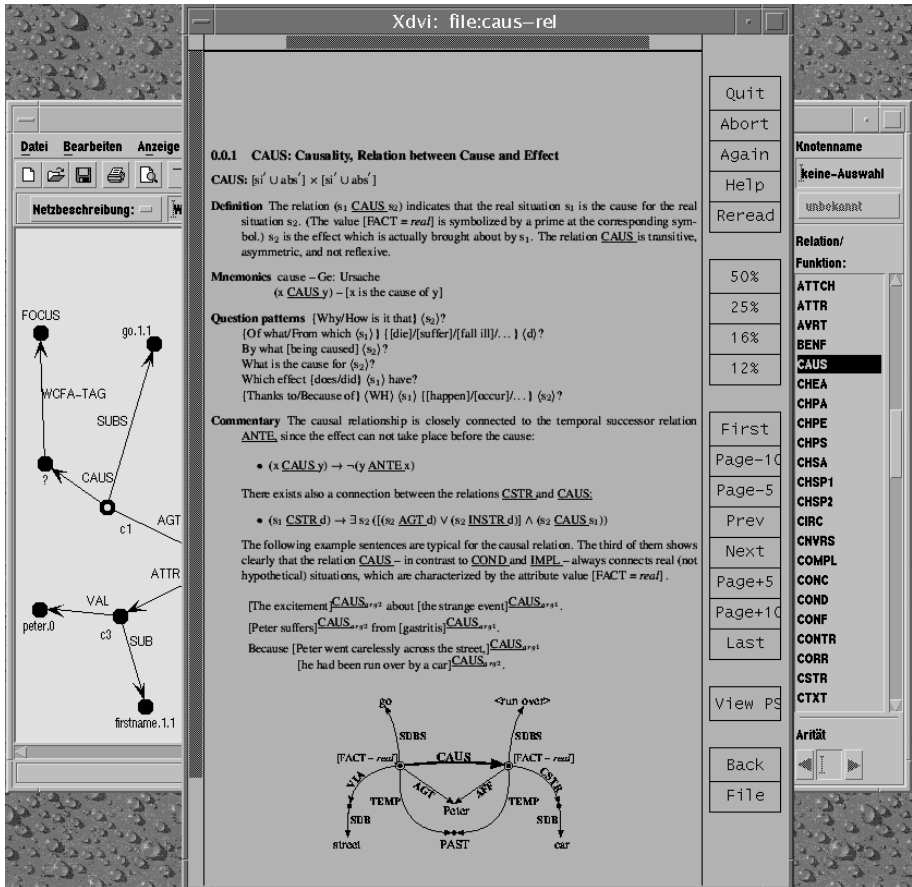 Xdvi: file:caus-rel
Datei Bearbeiten Anzeige
Netzbeschreibung:
FOCUS
go.1.1
WCFA-TAG
SUBS
?
CAUS
c1
AGT
ATTR
VAL
peter.0
c3
SUB
firstname.1.1
0.0.1 CAUS: Causality, Relation between Cause and Effect
CAUS: [si′ ∪ abs′] × [si′ ∪ abs′]
Definition The relation (s₁ CAUS s₂) indicates that the real situation s₁ is the cause for the real
situation s₂. (The value [FACT = real] is symbolized by a prime at the corresponding sym-
bol.) s₂ is the effect which is actually brought about by s₁. The relation CAUS is transitive,
asymmetric, and not reflexive.
Mnemonics cause – Ge: Ursache
(x CAUS y) – [x is the cause of y]
Question patterns {Why/How is it that} ⟨s₂⟩?
{Of what/From which ⟨s₁⟩} {[die]/[suffer]/[fall ill]/...} ⟨d⟩?
By what [being caused] ⟨s₂⟩?
What is the cause for ⟨s₂⟩?
Which effect {does/did} ⟨s₁⟩ have?
{Thanks to/Because of} ⟨WH⟩ ⟨s₁⟩ {[happen]/[occur]/...} ⟨s₂⟩?
Commentary The causal relationship is closely connected to the temporal successor relation
ANTE, since the effect can not take place before the cause:
• (x CAUS y) → ¬(y ANTE x)
There exists also a connection between the relations CSTR and CAUS:
• (s₁ CSTR d) → ∃ s₂ ([(s₂ AGT d) ∨ (s₂ INSTR d)] ∧ (s₂ CAUS s₁))
The following example sentences are typical for the causal relation. The third of them shows
clearly that the relation CAUS – in contrast to COND and IMPL – always connects real (not
hypothetical) situations, which are characterized by the attribute value [FACT = real] .
[The excitement]CAUS arg2 about [the strange event]CAUS arg1.
[Peter suffers]CAUS arg2 from [gastritis]CAUS arg1.
Because [Peter went carelessly across the street,]CAUS arg1
[he had been run over by a car]CAUS arg2.
go
<run over>
SUBS
SUBS
[FACT – real]
CAUS
[FACT – real]
VIA
AGT
AFF
CSTR
TEMP
Peter
TEMP
SUB
SUB
street
PAST
car
Quit
Abort
Again
Help
Reread
50%
25%
16%
12%
First
Page-10
Page-5
Prev
Next
Page+5
Page+10
Last
View PS
Back
File
Knotenname
keine-Auswahl
unbekannt
Relation/
Funktion:
ATTCH
ATTR
AVRT
BENF
CAUS
CHEA
CHPA
CHPE
CHPS
CHSA
CHSP1
CHSP2
CIRC
CNVRS
COMPL
CONC
COND
CONF
CONTR
CORR
CSTR
CTXT
Arität